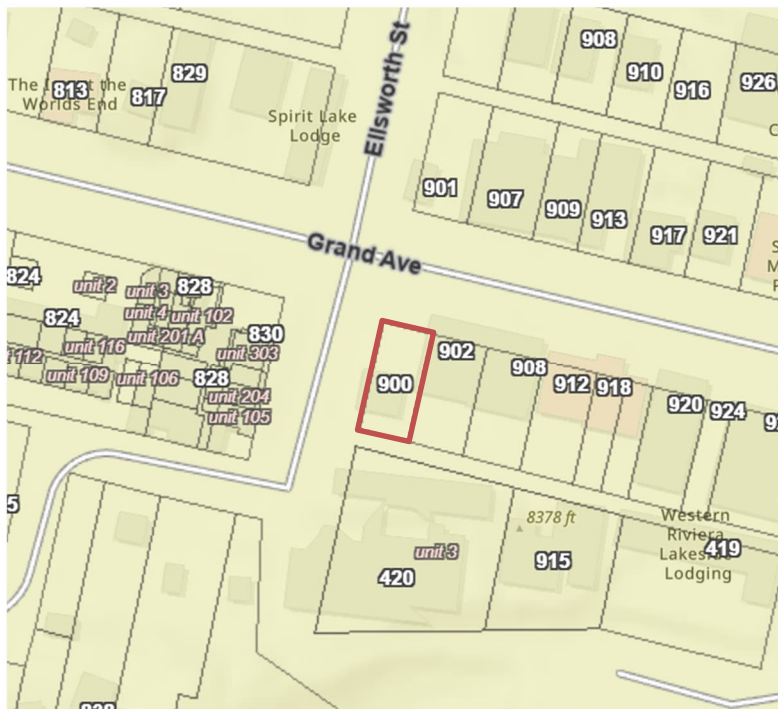 Ellsworth St
908
910
916
926
829
813
817
The
the
Worlds End
Spirit Lake
Lodge
901
907
909
913
917
921
Grand Ave
824
unit 2
unit 3
828
unit 4
unit 102
824
unit 201 A
830
unit 116
unit 303
112
unit 109
unit 106
828
unit 204
unit 105
900
902
908
912
918
920
924
5
8378 ft
Western
Riviera
Lakeside
Lodging
419
unit 3
915
420